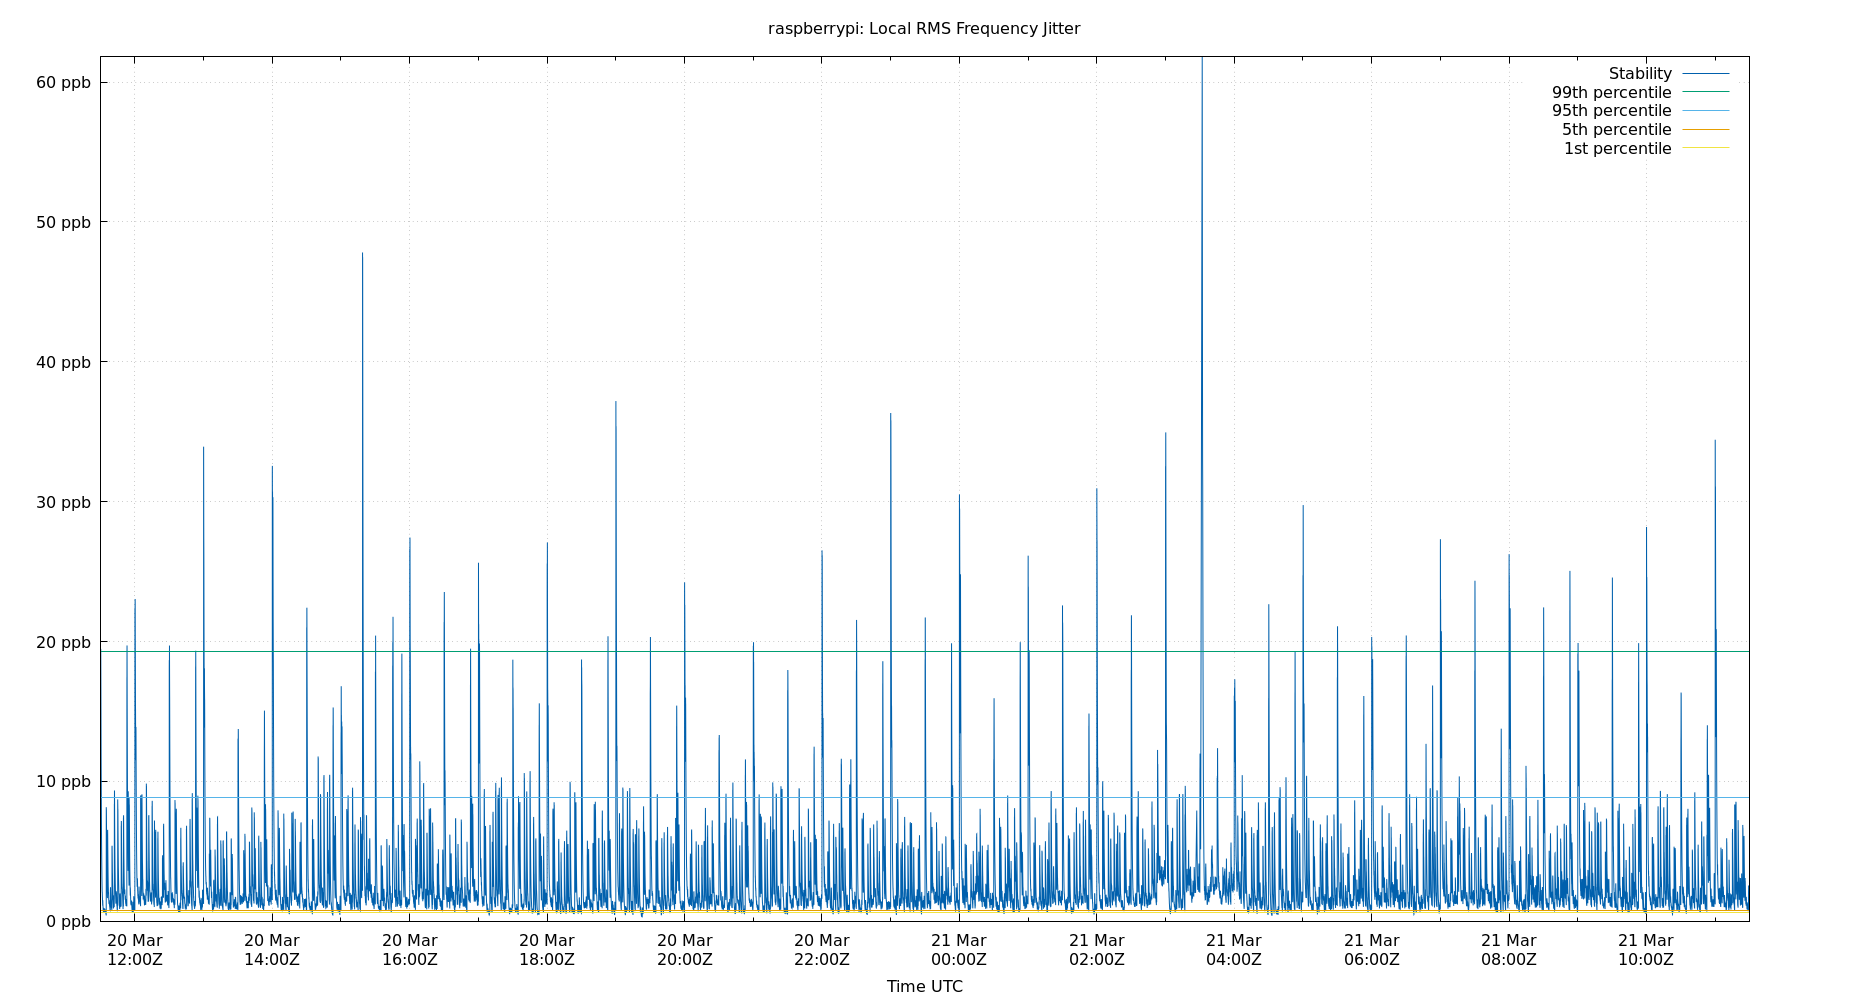 raspberrypi: Local RMS Frequency Jitter
60 ppb
50 ppb
40 ppb
30 ppb
20 ppb
10 ppb
0 ppb
Stability
99th percentile
95th percentile
5th percentile
1st percentile
20 Mar 20 Mar 20 Mar 20 Mar 20 Mar 20 Mar 21 Mar 21 Mar 21 Mar 21 Mar 21 Mar 21 Mar
12:00Z 14:00Z 16:00Z 18:00Z 20:00Z 22:00Z 00:00Z 02:00Z 04:00Z 06:00Z 08:00Z 10:00Z
Time UTC